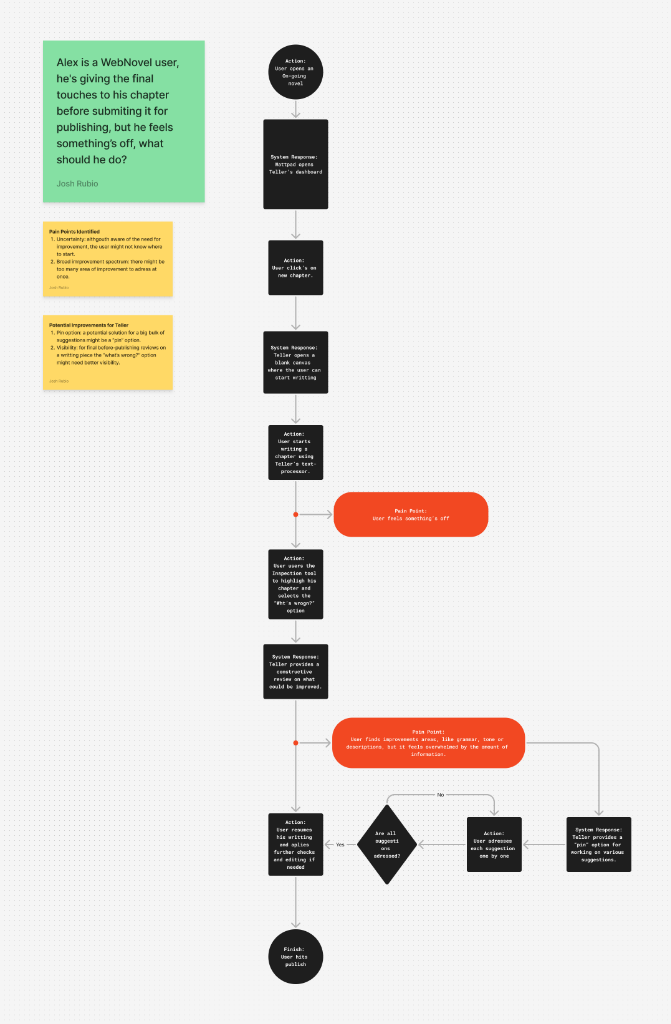 Alex is a WebNovel user,
he's giving the final
touches to his chapter
before submiting it for
publishing, but he feels
something's off, what
should he do?
Josh Rubio
Pain Points Identified
1. Uncertainty: although aware of the need for
improvement, the user might not know where
to start.
2. Broad improvement spectrum: there might be
too many area of improvement to adress at
once.
Josh Rubio
Potential Improvments for Teller
1. Pin option: a potential solution for a big bulk of
suggestions might be a "pin" option.
2. Visibility: for final before-publishing reviews on
a writing piece the "what's wrong?" option
might need better visibility.
Josh Rubio
Action:
User opens an
On-going
novel
System Response:
Wattpad opens
Teller's dashboard
Action:
User click's on
new chapter.
System Response:
Teller opens a
blank canvas
where the user can
start writting
Action:
User starts
writing a
chapter using
Teller's text-
processor.
Pain Point:
User feels something's off
Action:
User users the
Inspection tool
to highligh his
chapter and
selects the
"Wht's wrogn?"
option
System Response:
Teller provides a
constructive
review on what
could be improved.
Pain Point:
User finds improvements areas, like grammar, tone or
descriptions, but it feels overwhelmed by the amount of
information.
No
Action:
User resumes
his writting
and aplies
further checks
and editing if
needed
Yes
Are all
suggesti
ons
adressed?
Action:
User adresses
each suggestion
one by one
System Response:
Teller provides a
"pin" option for
working on various
suggestions.
Finish:
User hits
publish